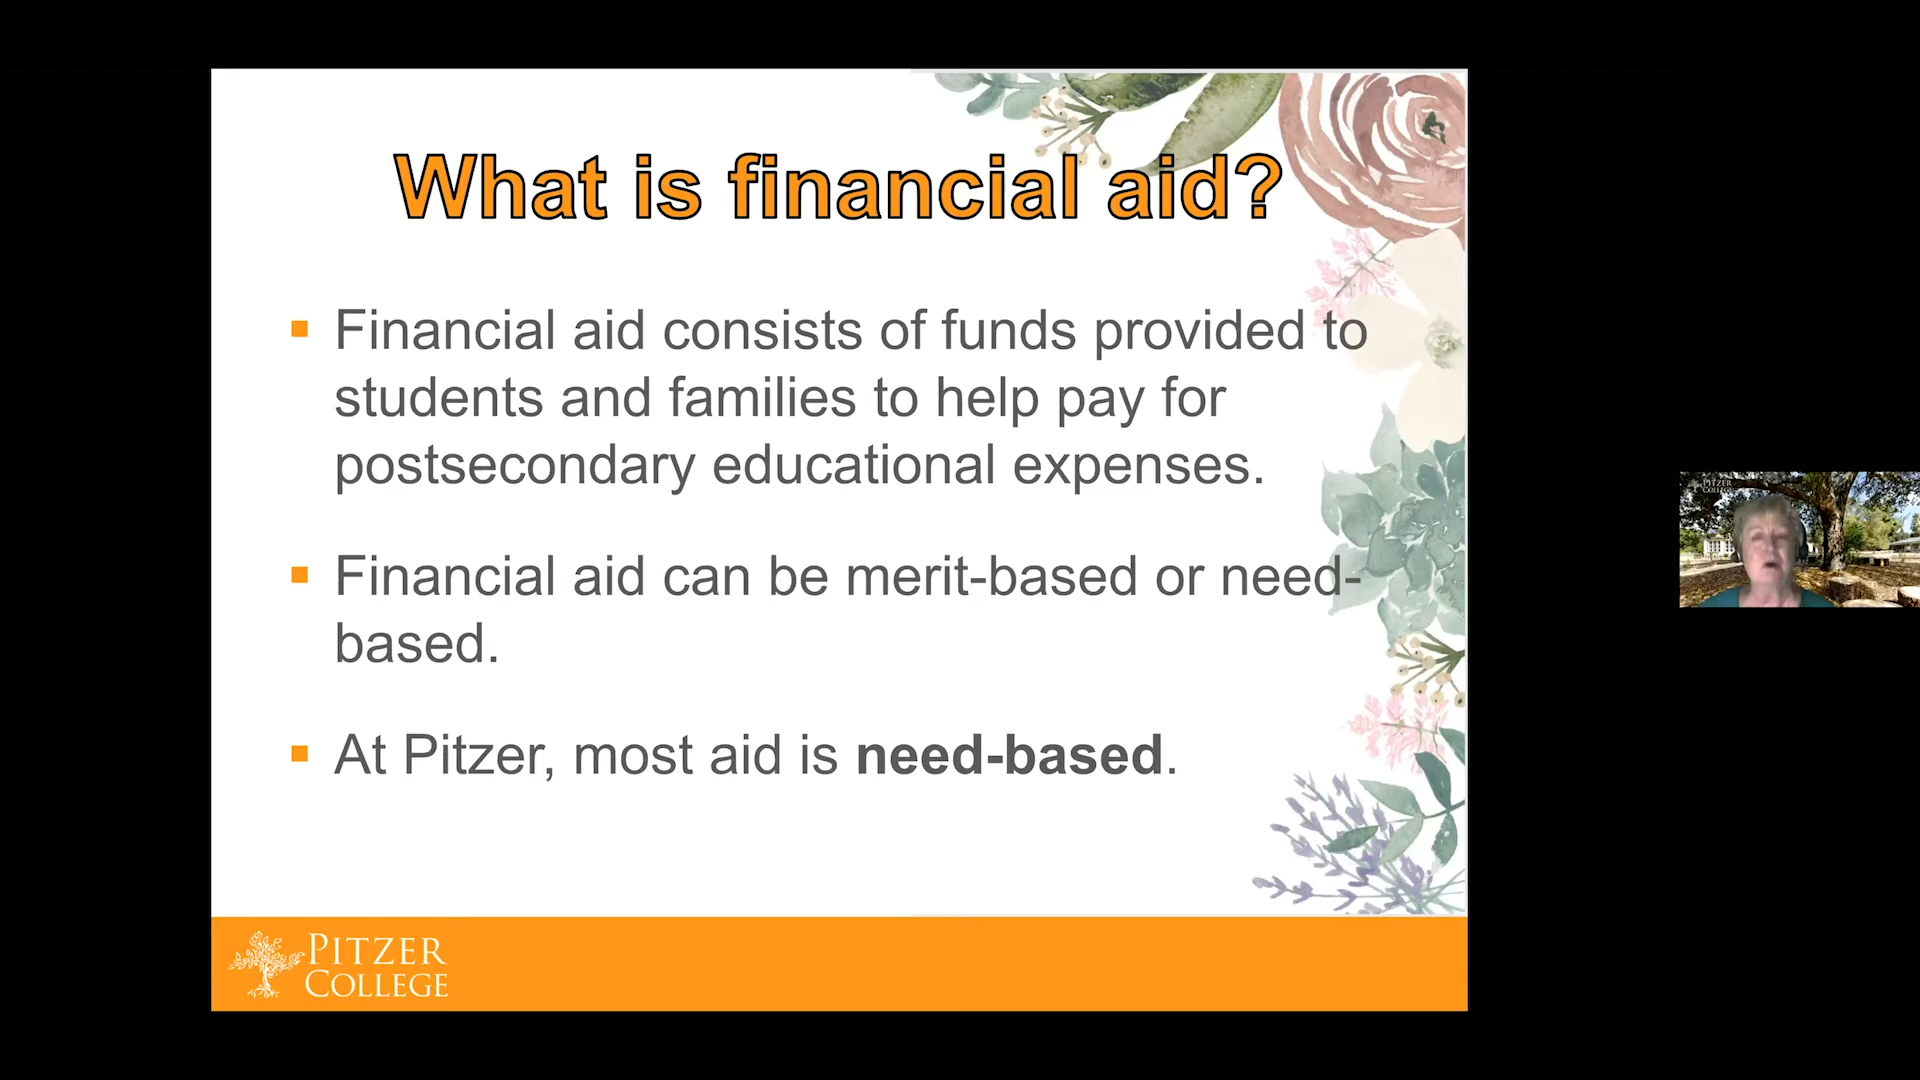 What is financial aid?
Financial aid consists of funds provided to
students and families to help pay for
postsecondary educational expenses.
Financial aid can be merit-based or need-
based.
At Pitzer, most aid is need-based.
PITZER
COLLEGE
PITZER
COLLEGE